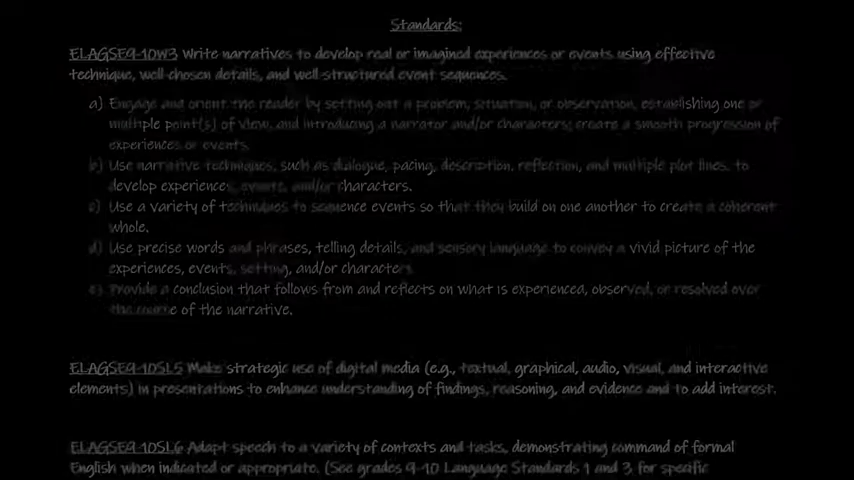 Standards:
ELAGSE9-10W3 Write narratives to develop real or imagined experiences or events using effective
technique, well-chosen details, and well-structured event sequences.
a) Engage and orient the reader by setting out a problem, situation, or observation, establishing one or
multiple point(s) of view, and introducing a narrator and/or characters; create a smooth progression of
experiences or events.
b) Use narrative techniques, such as dialogue, pacing, description, reflection, and multiple plot lines, to
develop experiences, events, and/or characters.
c) Use a variety of techniques to sequence events so that they build on one another to create a coherent
whole.
d) Use precise words and phrases, telling details, and sensory language to convey a vivid picture of the
experiences, events, setting, and/or characters.
e) Provide a conclusion that follows from and reflects on what is experienced, observed, or resolved over
the course of the narrative.
ELAGSE9-10SL5 Make strategic use of digital media (e.g., textual, graphical, audio, visual, and interactive
elements) in presentations to enhance understanding of findings, reasoning, and evidence and to add interest.
ELAGSE9-10SL6 Adapt speech to a variety of contexts and tasks, demonstrating command of formal
English when indicated or appropriate. (See grades 9-10 Language Standards 1 and 3 for specific